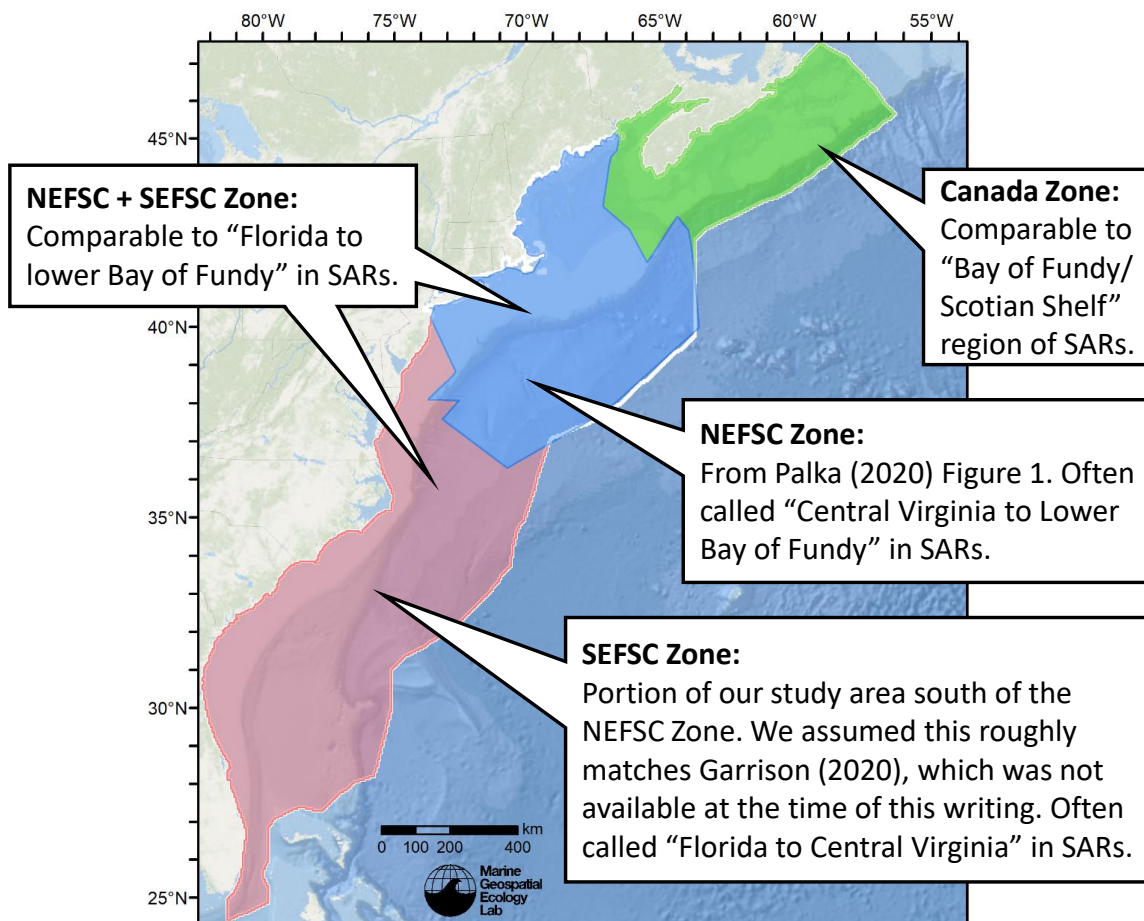 80°W 75°W 70°W 65°W 60°W 55°W
45°N
40°N
35°N
30°N
25°N
NEFSC + SEFSC Zone:
Comparable to “Florida to
lower Bay of Fundy” in SARs.
Canada Zone:
Comparable to
“Bay of Fundy/
Scotian Shelf”
region of SARs.
NEFSC Zone:
From Palka (2020) Figure 1. Often
called “Central Virginia to Lower
Bay of Fundy” in SARs.
SEFSC Zone:
Portion of our study area south of the
NEFSC Zone. We assumed this roughly
matches Garrison (2020), which was not
available at the time of this writing. Often
called “Florida to Central Virginia” in SARs.
km
0 100 200 400
Marine
Geospatial
Ecology
Lab